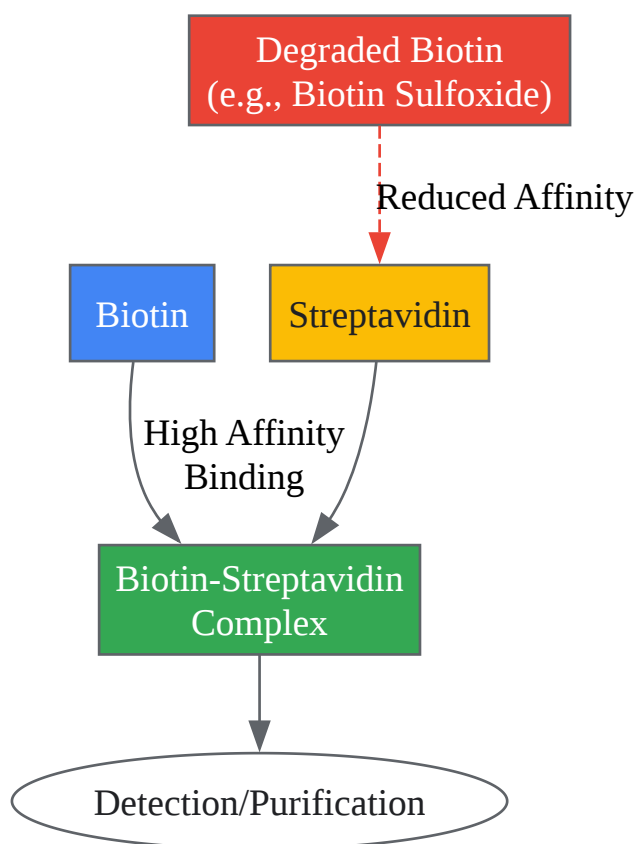 Degraded Biotin
(e.g., Biotin Sulfoxide)
Reduced Affinity
Biotin
Streptavidin
High Affinity
Binding
Biotin-Streptavidin
Complex
Detection/Purification